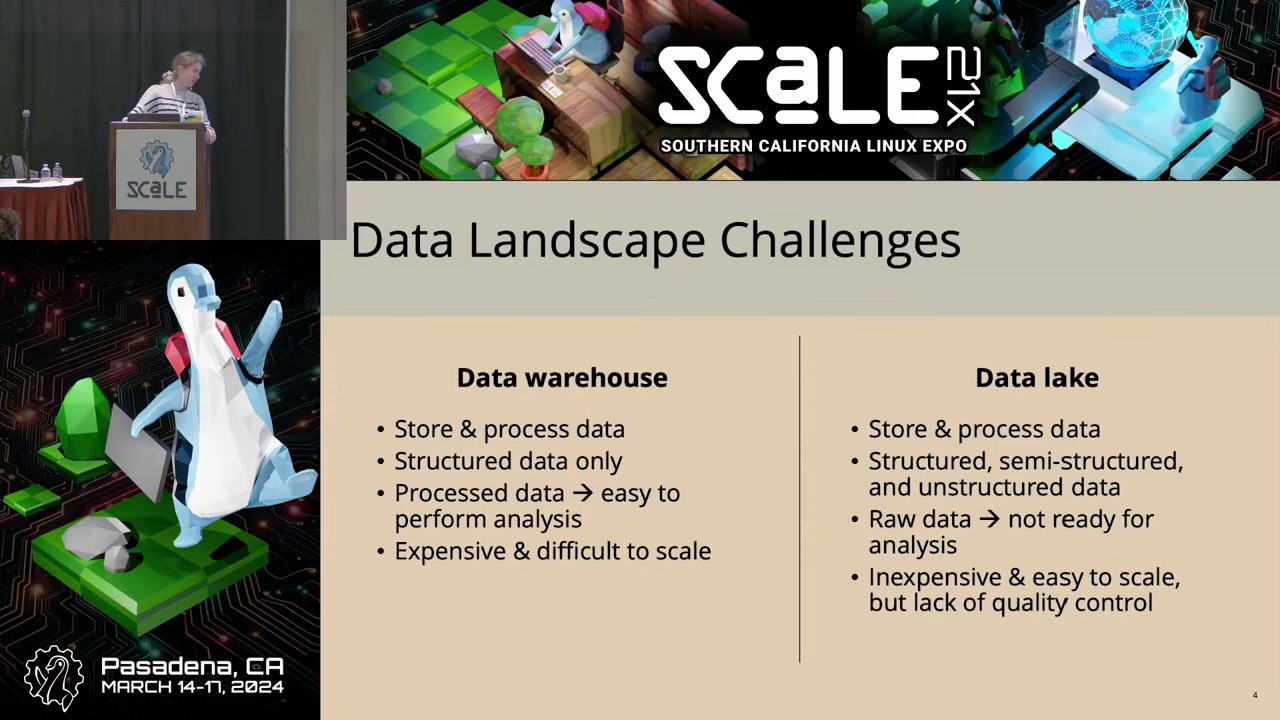 SCALE
21X
SOUTHERN CALIFORNIA LINUX EXPO
SCALE
Data Landscape Challenges
Data warehouse
• Store & process data
• Structured data only
• Processed data → easy to
perform analysis
• Expensive & difficult to scale
Data lake
• Store & process data
• Structured, semi-structured,
and unstructured data
• Raw data → not ready for
analysis
• Inexpensive & easy to scale,
but lack of quality control
Pasadena, CA
MARCH 14-17, 2024
4